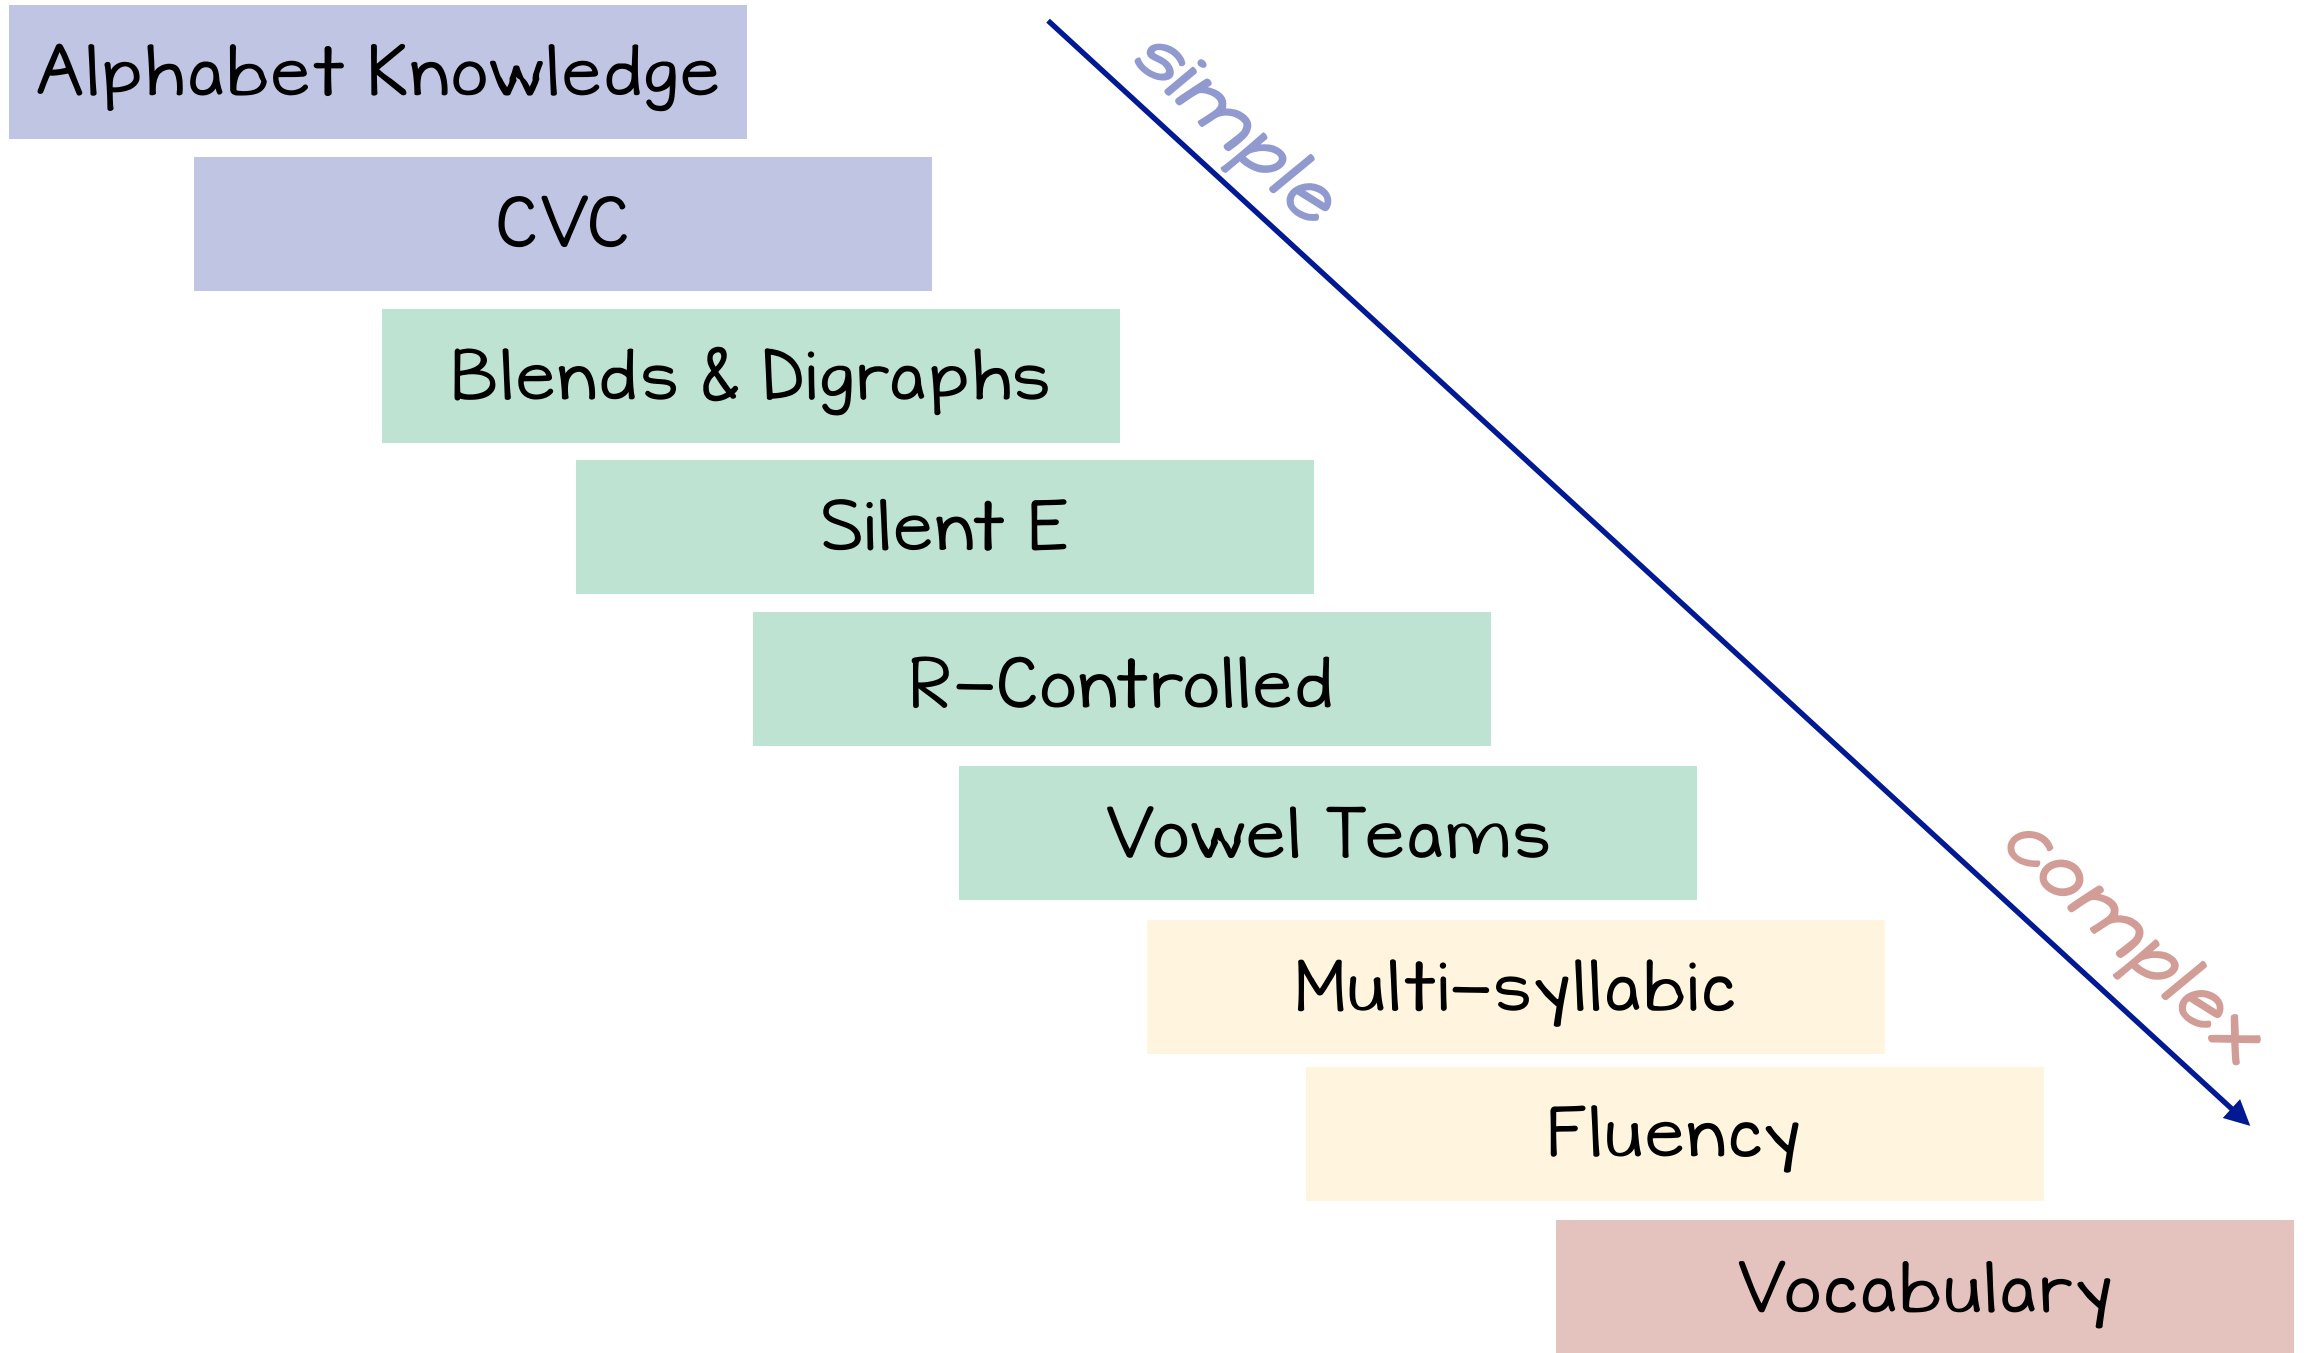 Alphabet Knowledge
simple
CVC
Blends & Digraphs
Silent E
R-Controlled
Vowel Teams
complex
Multi-syllabic
Fluency
Vocabulary